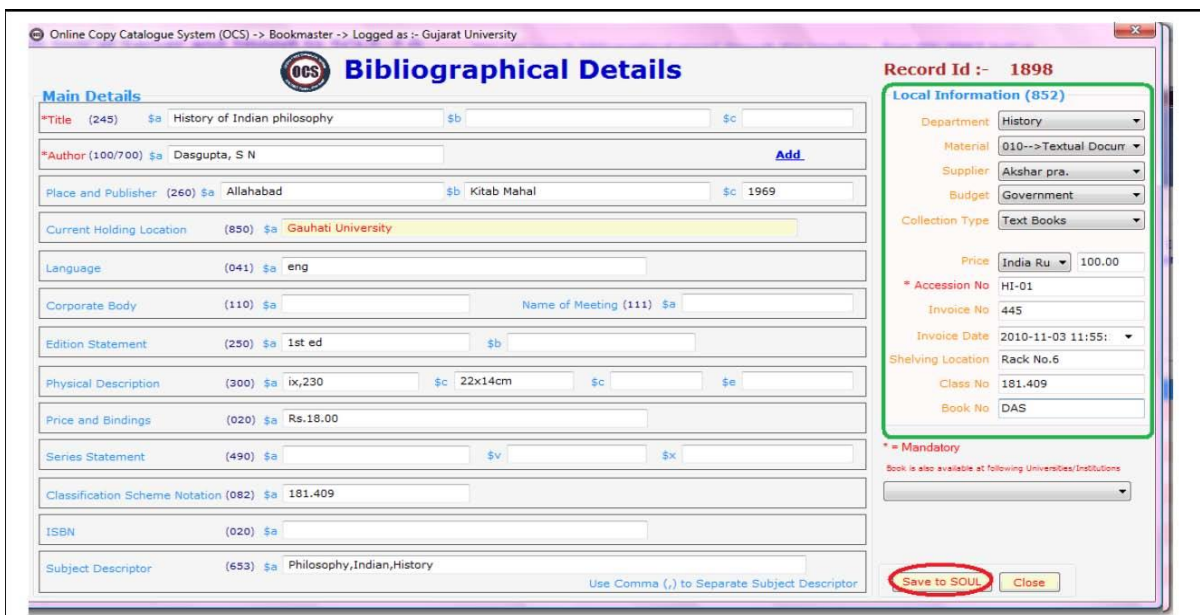 Online Copy Catalogue System (OCS) -> Bookmaster -> Logged as :- Gujarat University
OCS Bibliographical Details
Record Id :- 1898
Main Details
*Title (245) $a History of Indian philosophy $b $c
*Author (100/700) $a Dasgupta, S N Add
Place and Publisher (260) $a Allahabad $b Kitab Mahal $c 1969
Current Holding Location (850) $a Gauhati University
Language (041) $a eng
Corporate Body (110) $a Name of Meeting (111) $a
Edition Statement (250) $a 1st ed $b
Physical Description (300) $a ix,230 $c 22x14cm $c $e
Price and Bindings (020) $a Rs.18.00
Series Statement (490) $a $v $x
Classification Scheme Notation (082) $a 181.409
ISBN (020) $a
Subject Descriptor (653) $a Philosophy,Indian,History
Use Comma (,) to Separate Subject Descriptor
Local Information (852)
Department History
Material 010-->Textual Docum
Supplier Akshar pra.
Budget Government
Collection Type Text Books
Price India Ru 100.00
* Accession No HI-01
Invoice No 445
Invoice Date 2010-11-03 11:55:
Shelving Location Rack No.6
Class No 181.409
Book No DAS
* = Mandatory
Book is also available at following Universities/Institutions
Save to SOUL Close